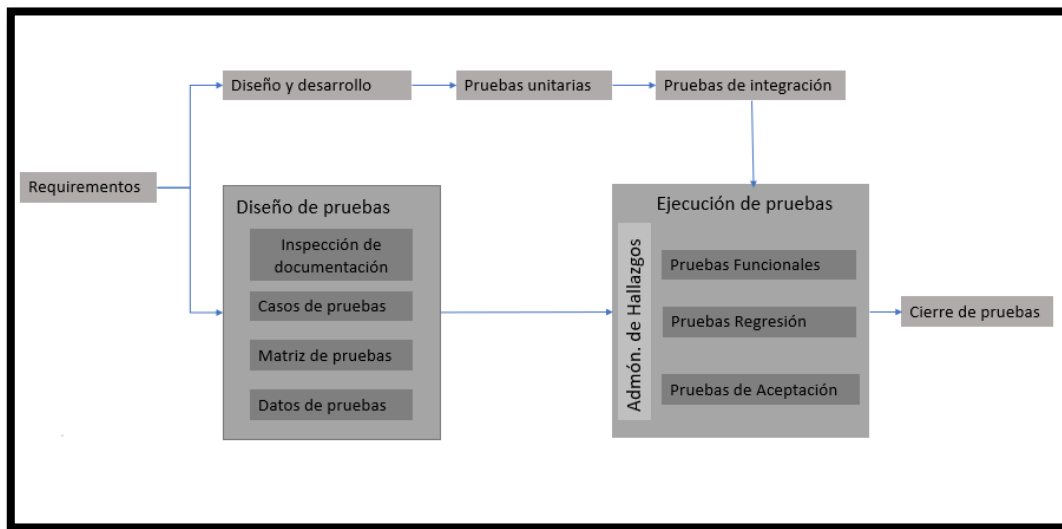 Diseño y desarrollo
Pruebas unitarias
Pruebas de integración
Requirementos
Diseño de pruebas
Inspección de
documentación
Casos de pruebas
Matriz de pruebas
Datos de pruebas
Ejecución de pruebas
Admón. de Hallazgos
Pruebas Funcionales
Pruebas Regresión
Pruebas de Aceptación
Cierre de pruebas